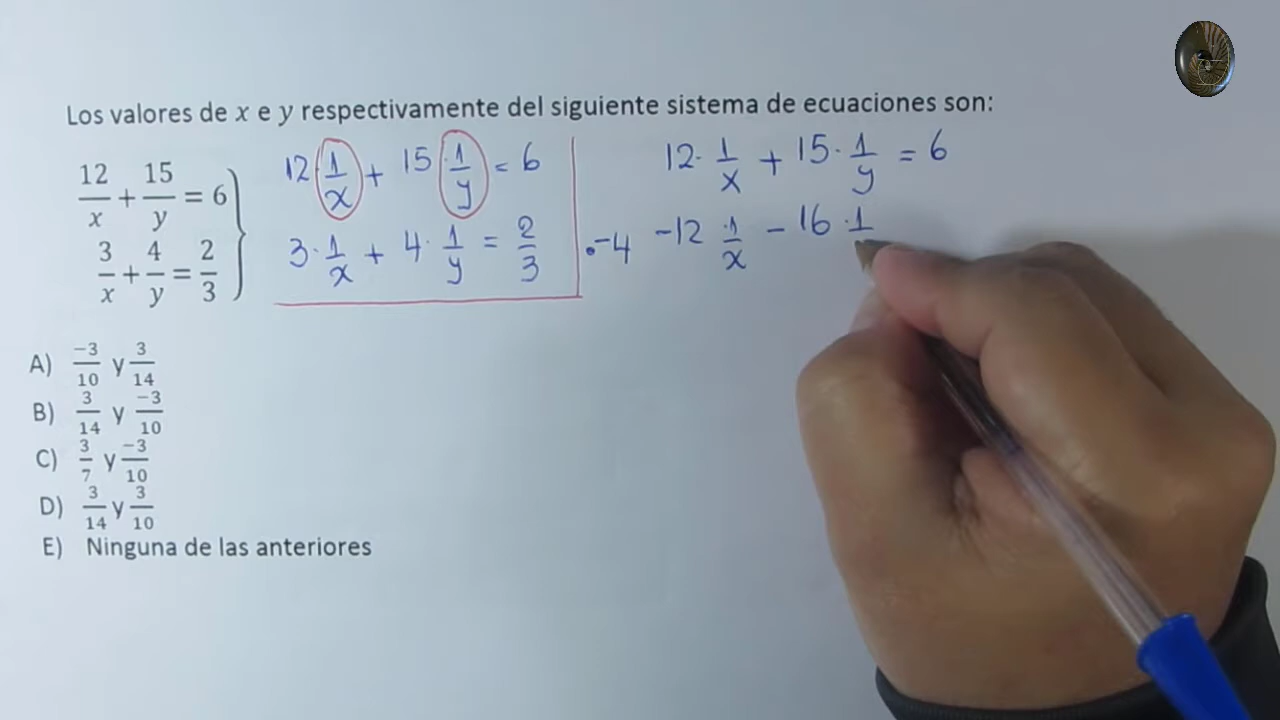 Los valores de x e y respectivamente del siguiente sistema de ecuaciones son:
12/x + 15/y = 6
3/x + 4/y = 2/3
12 · 1/x + 15 · 1/y = 6
3 · 1/x + 4 · 1/y = 2/3
· -4
12 · 1/x + 15 · 1/y = 6
-12 · 1/x - 16 · 1
A) -3/10 y 3/14
B) 3/14 y -3/10
C) 3/7 y -3/10
D) 3/14 y 3/10
E) Ninguna de las anteriores